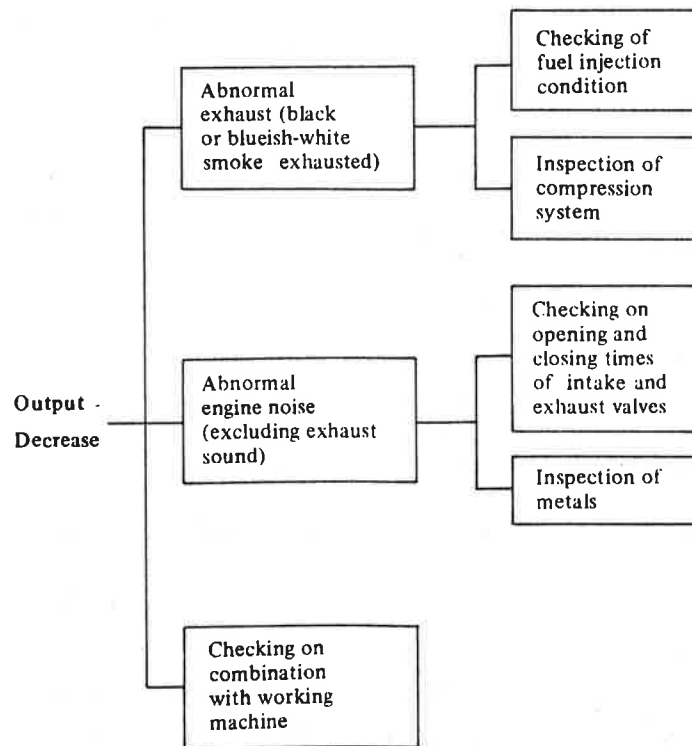 Output
Decrease
Abnormal
exhaust (black
or blueish-white
smoke exhausted)
Checking of
fuel injection
condition
Inspection of
compression
system
Abnormal
engine noise
(excluding exhaust
sound)
Checking on
opening and
closing times
of intake and
exhaust valves
Inspection of
metals
Checking on
combination
with working
machine